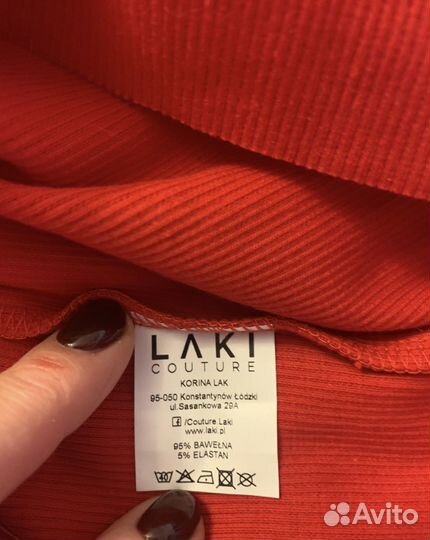 LAKI
COUTURE
KORINA LAK
95-050 Konstantynów Łódzki
ul.Sasankowa 29A
/Couture.Laki
www.laki.pl
95% BAWEŁNA
5% ELASTAN
Avito